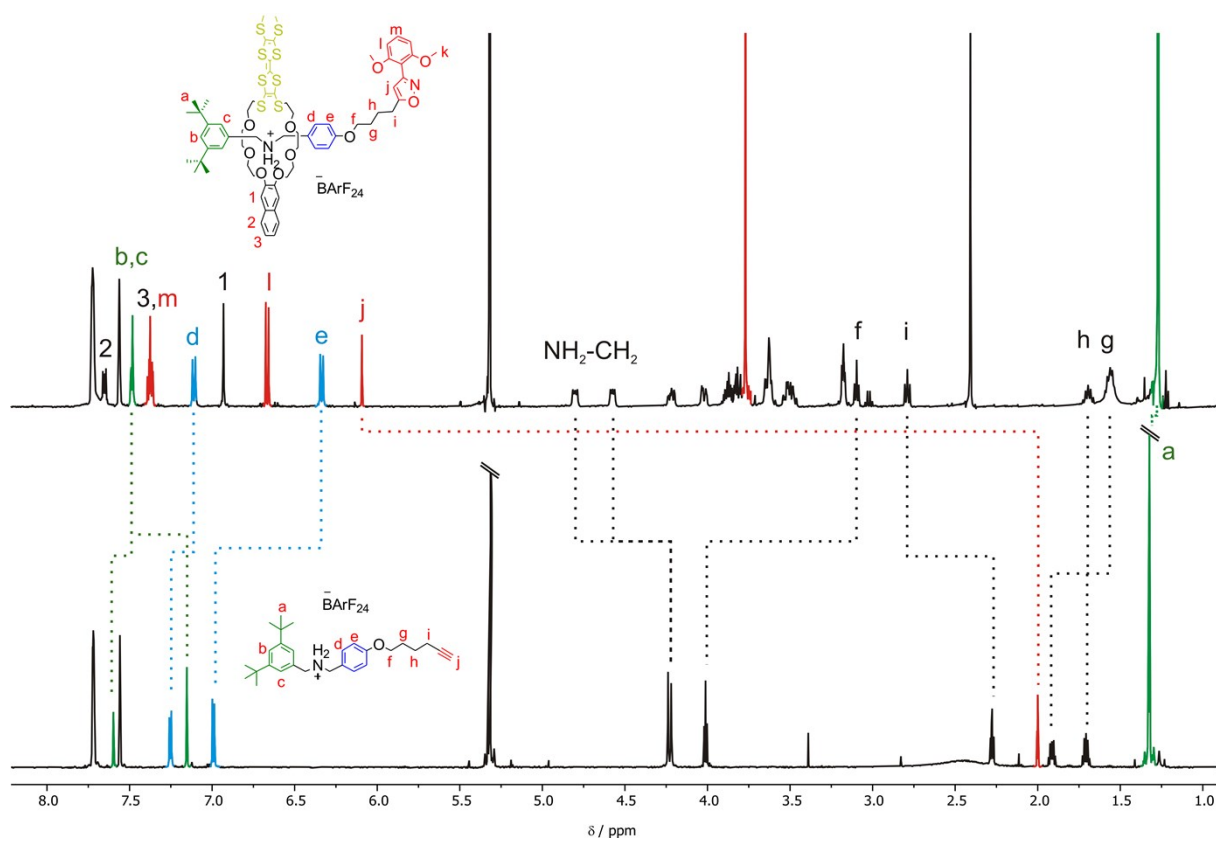 S S
S S
S S
S S
a
b
c
O O
O O
O O
N
H₂
+
d e
O
f
g
h
i
j
N
O
l
m
O O
k
1
2
3
−
BArF₂₄
2
b,c
3,m
d
1
l
e
j
NH₂-CH₂
f
i
h
g
a
−
BArF₂₄
a
b
c
H₂
N
+
d e
O
f
g
h
i
j
8.0 7.5 7.0 6.5 6.0 5.5 5.0 4.5 4.0 3.5 3.0 2.5 2.0 1.5 1.0
δ / ppm